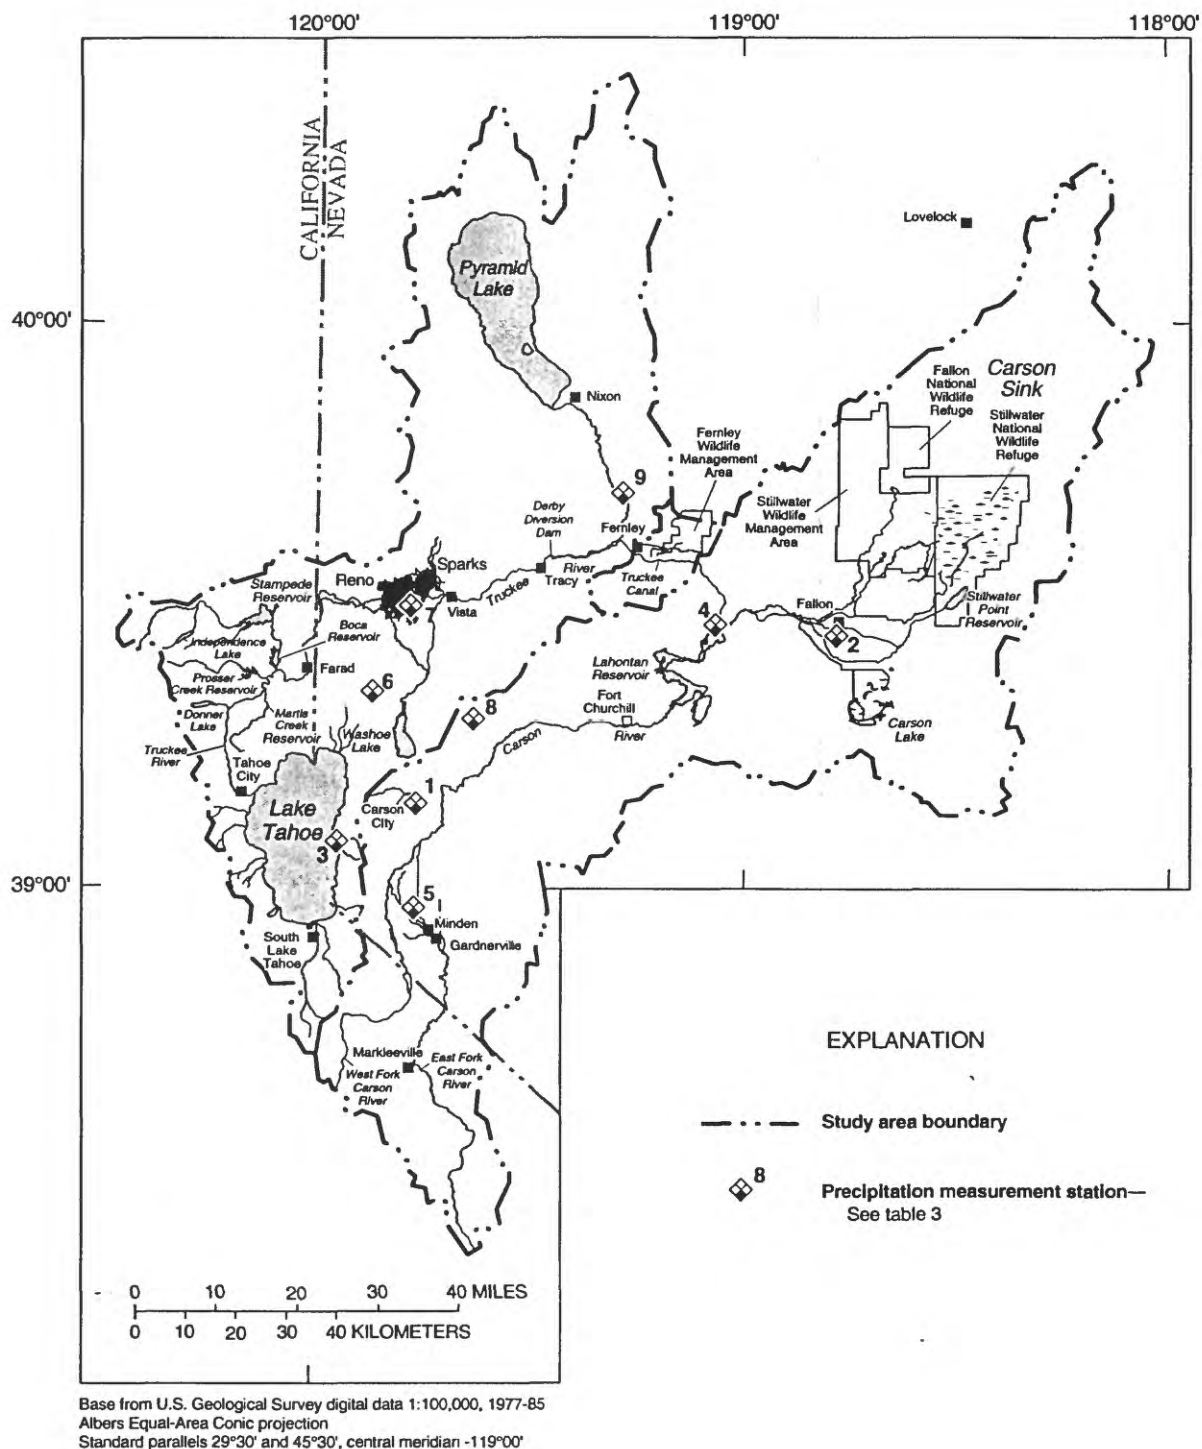 120°00'
119°00'
118°00'
CALIFORNIA
NEVADA
Lovelock
Pyramid
Lake
40°00'
Nixon
Fallon
National
Wildlife
Refuge
Carson
Sink
Stillwater
National
Wildlife
Refuge
Fernley
Wildlife
Management
Area
9
Stillwater
Wildlife
Management
Area
Derby
Diversion
Dam
Fernley
Sparks
Reno
Stampede
Reservoir
River
Tracy
Truckee
Truckee
Canal
7
Vista
Boca
Reservoir
4
Fallon
2
Stillwater
Point
Reservoir
Independence
Lake
Farad
Prosser
Creek Reservoir
6
Lahontan
Reservoir
Donner
Lake
Martis
Creek
Reservoir
8
Fort
Churchill
River
Carson
Carson
Lake
Washoe
Lake
Truckee
River
Tahoe
City
Lake
Tahoe
1
Carson
City
3
39°00'
5
Minden
Gardnerville
South
Lake
Tahoe
Markleeville
East Fork
Carson
River
West Fork
Carson
River
EXPLANATION
Study area boundary
8
Precipitation measurement station—
See table 3
0 10 20 30 40 MILES
0 10 20 30 40 KILOMETERS
Base from U.S. Geological Survey digital data 1:100,000, 1977-85
Albers Equal-Area Conic projection
Standard parallels 29°30' and 45°30', central meridian -119°00'